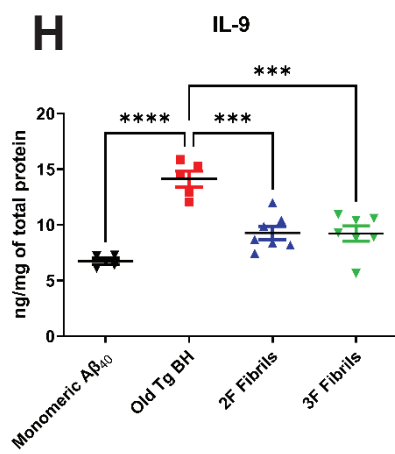 H
IL-9
***
**** ***
ng/mg of total protein
20
15
10
5
0
Monomeric Aβ40
Old Tg BH
2F Fibrils
3F Fibrils